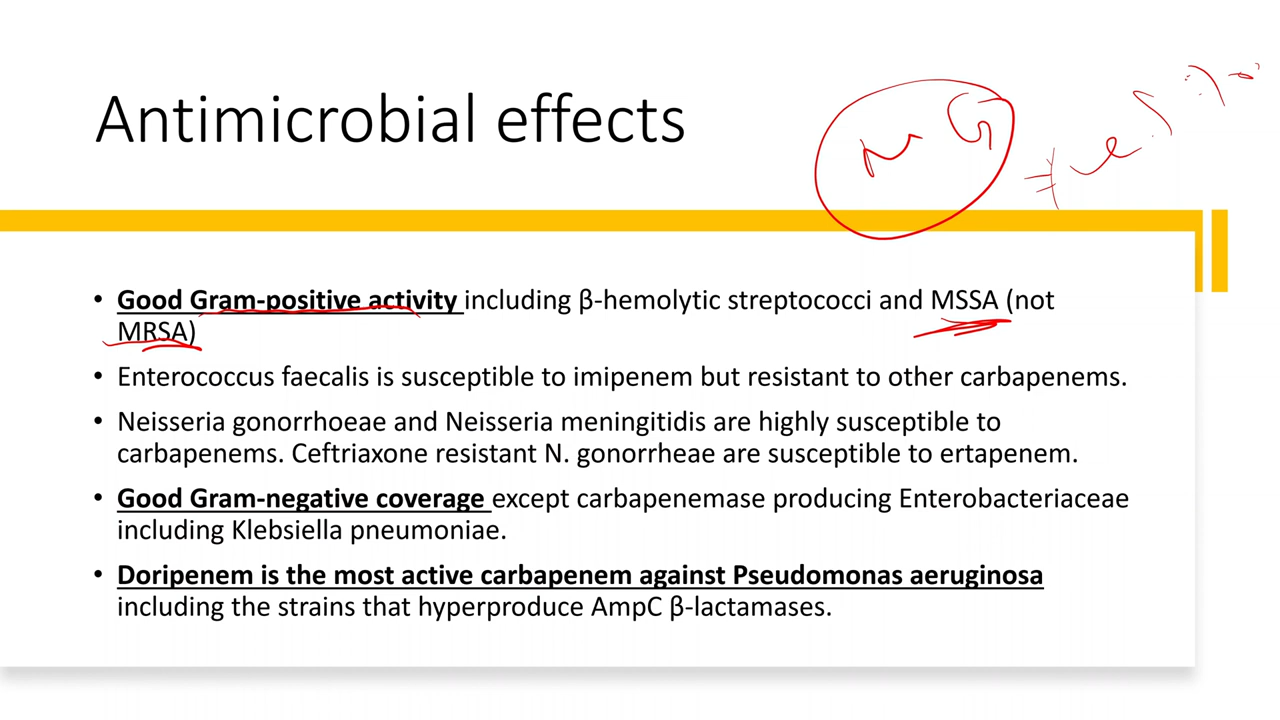 Antimicrobial effects
N G
• Good Gram-positive activity including β-hemolytic streptococci and MSSA (not
MRSA)
• Enterococcus faecalis is susceptible to imipenem but resistant to other carbapenems.
• Neisseria gonorrhoeae and Neisseria meningitidis are highly susceptible to
carbapenems. Ceftriaxone resistant N. gonorrheae are susceptible to ertapenem.
• Good Gram-negative coverage except carbapenemase producing Enterobacteriaceae
including Klebsiella pneumoniae.
• Doripenem is the most active carbapenem against Pseudomonas aeruginosa
including the strains that hyperproduce AmpC β-lactamases.